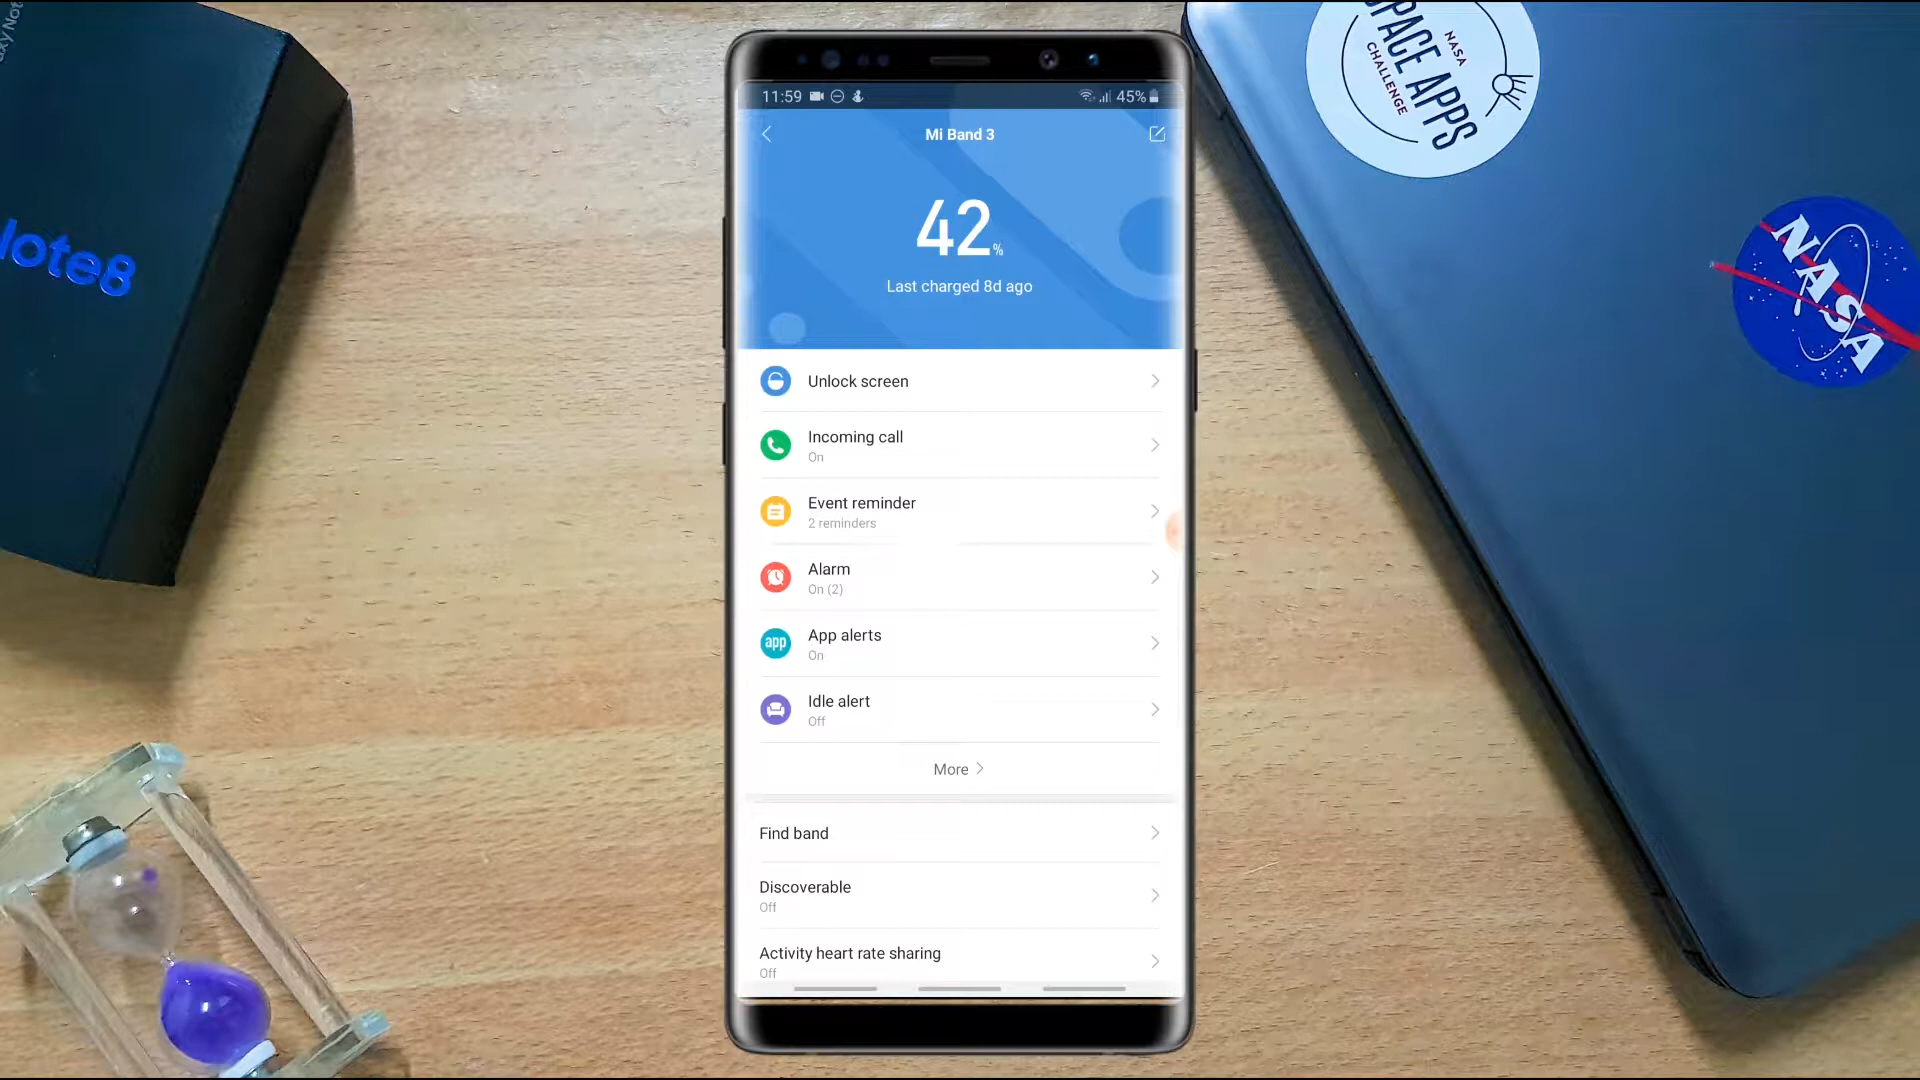 11:59
45%
Mi Band 3
42%
Last charged 8d ago
Unlock screen
Incoming call
On
Event reminder
2 reminders
Alarm
On (2)
app
App alerts
On
Idle alert
Off
More
Find band
Discoverable
Off
Activity heart rate sharing
Off
SPACE APPS
NASA
CHALLENGE
NASA